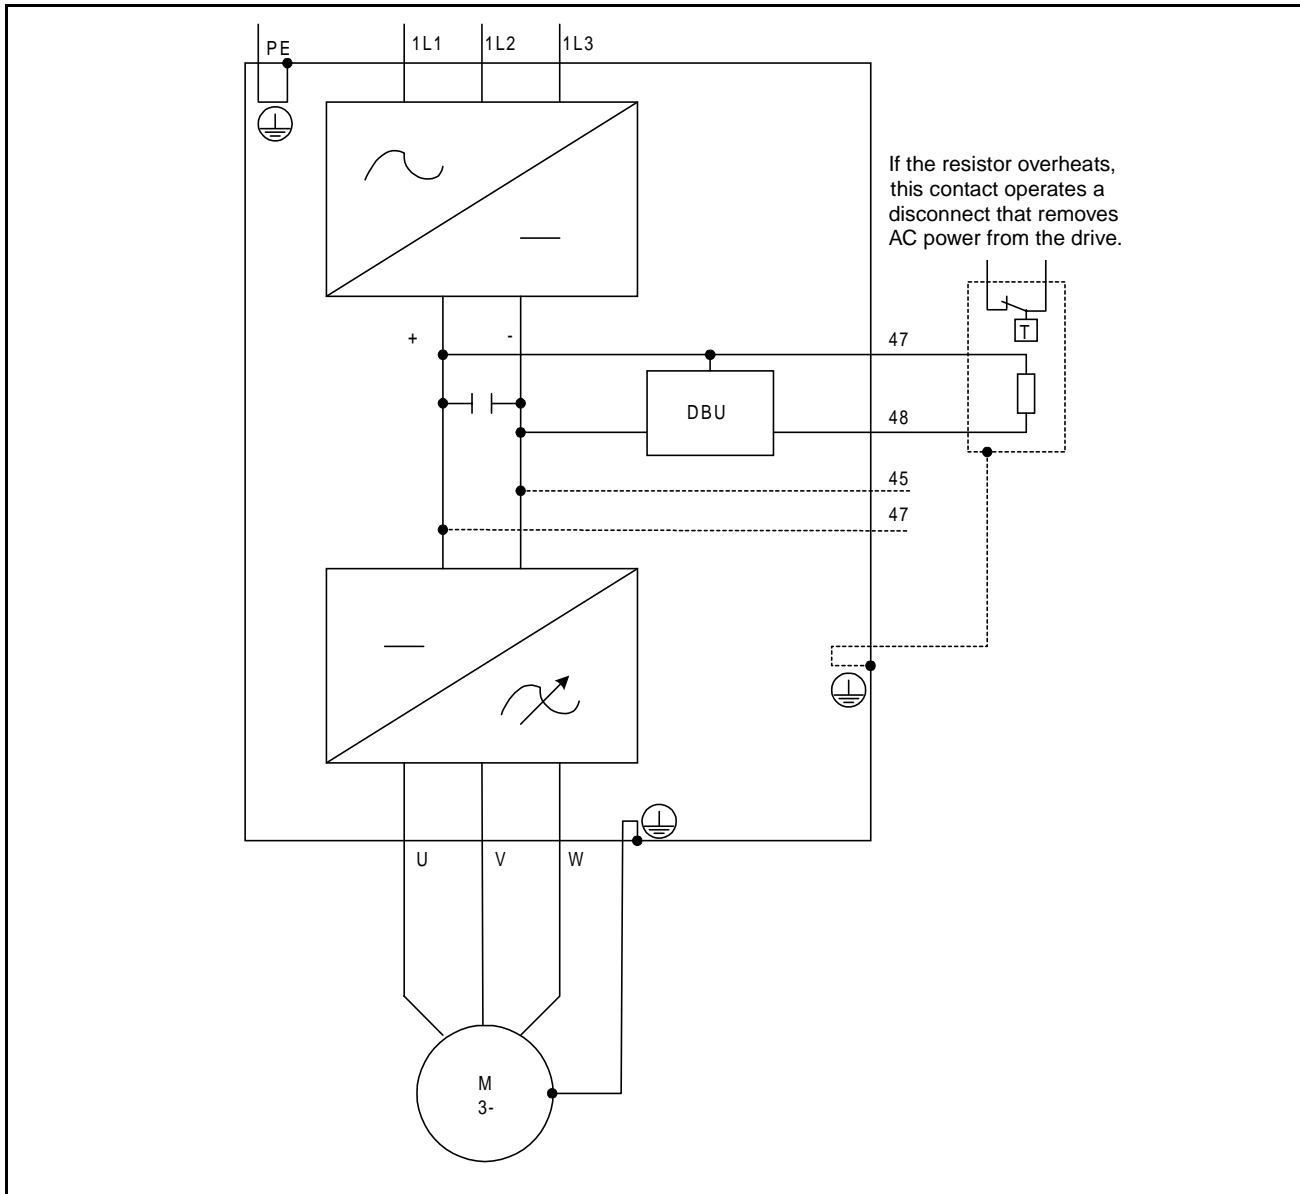 PE
1L1
1L2
1L3
If the resistor overheats,
this contact operates a
disconnect that removes
AC power from the drive.
+
-
47
T
DBU
48
45
47
U
V
W
M
3-